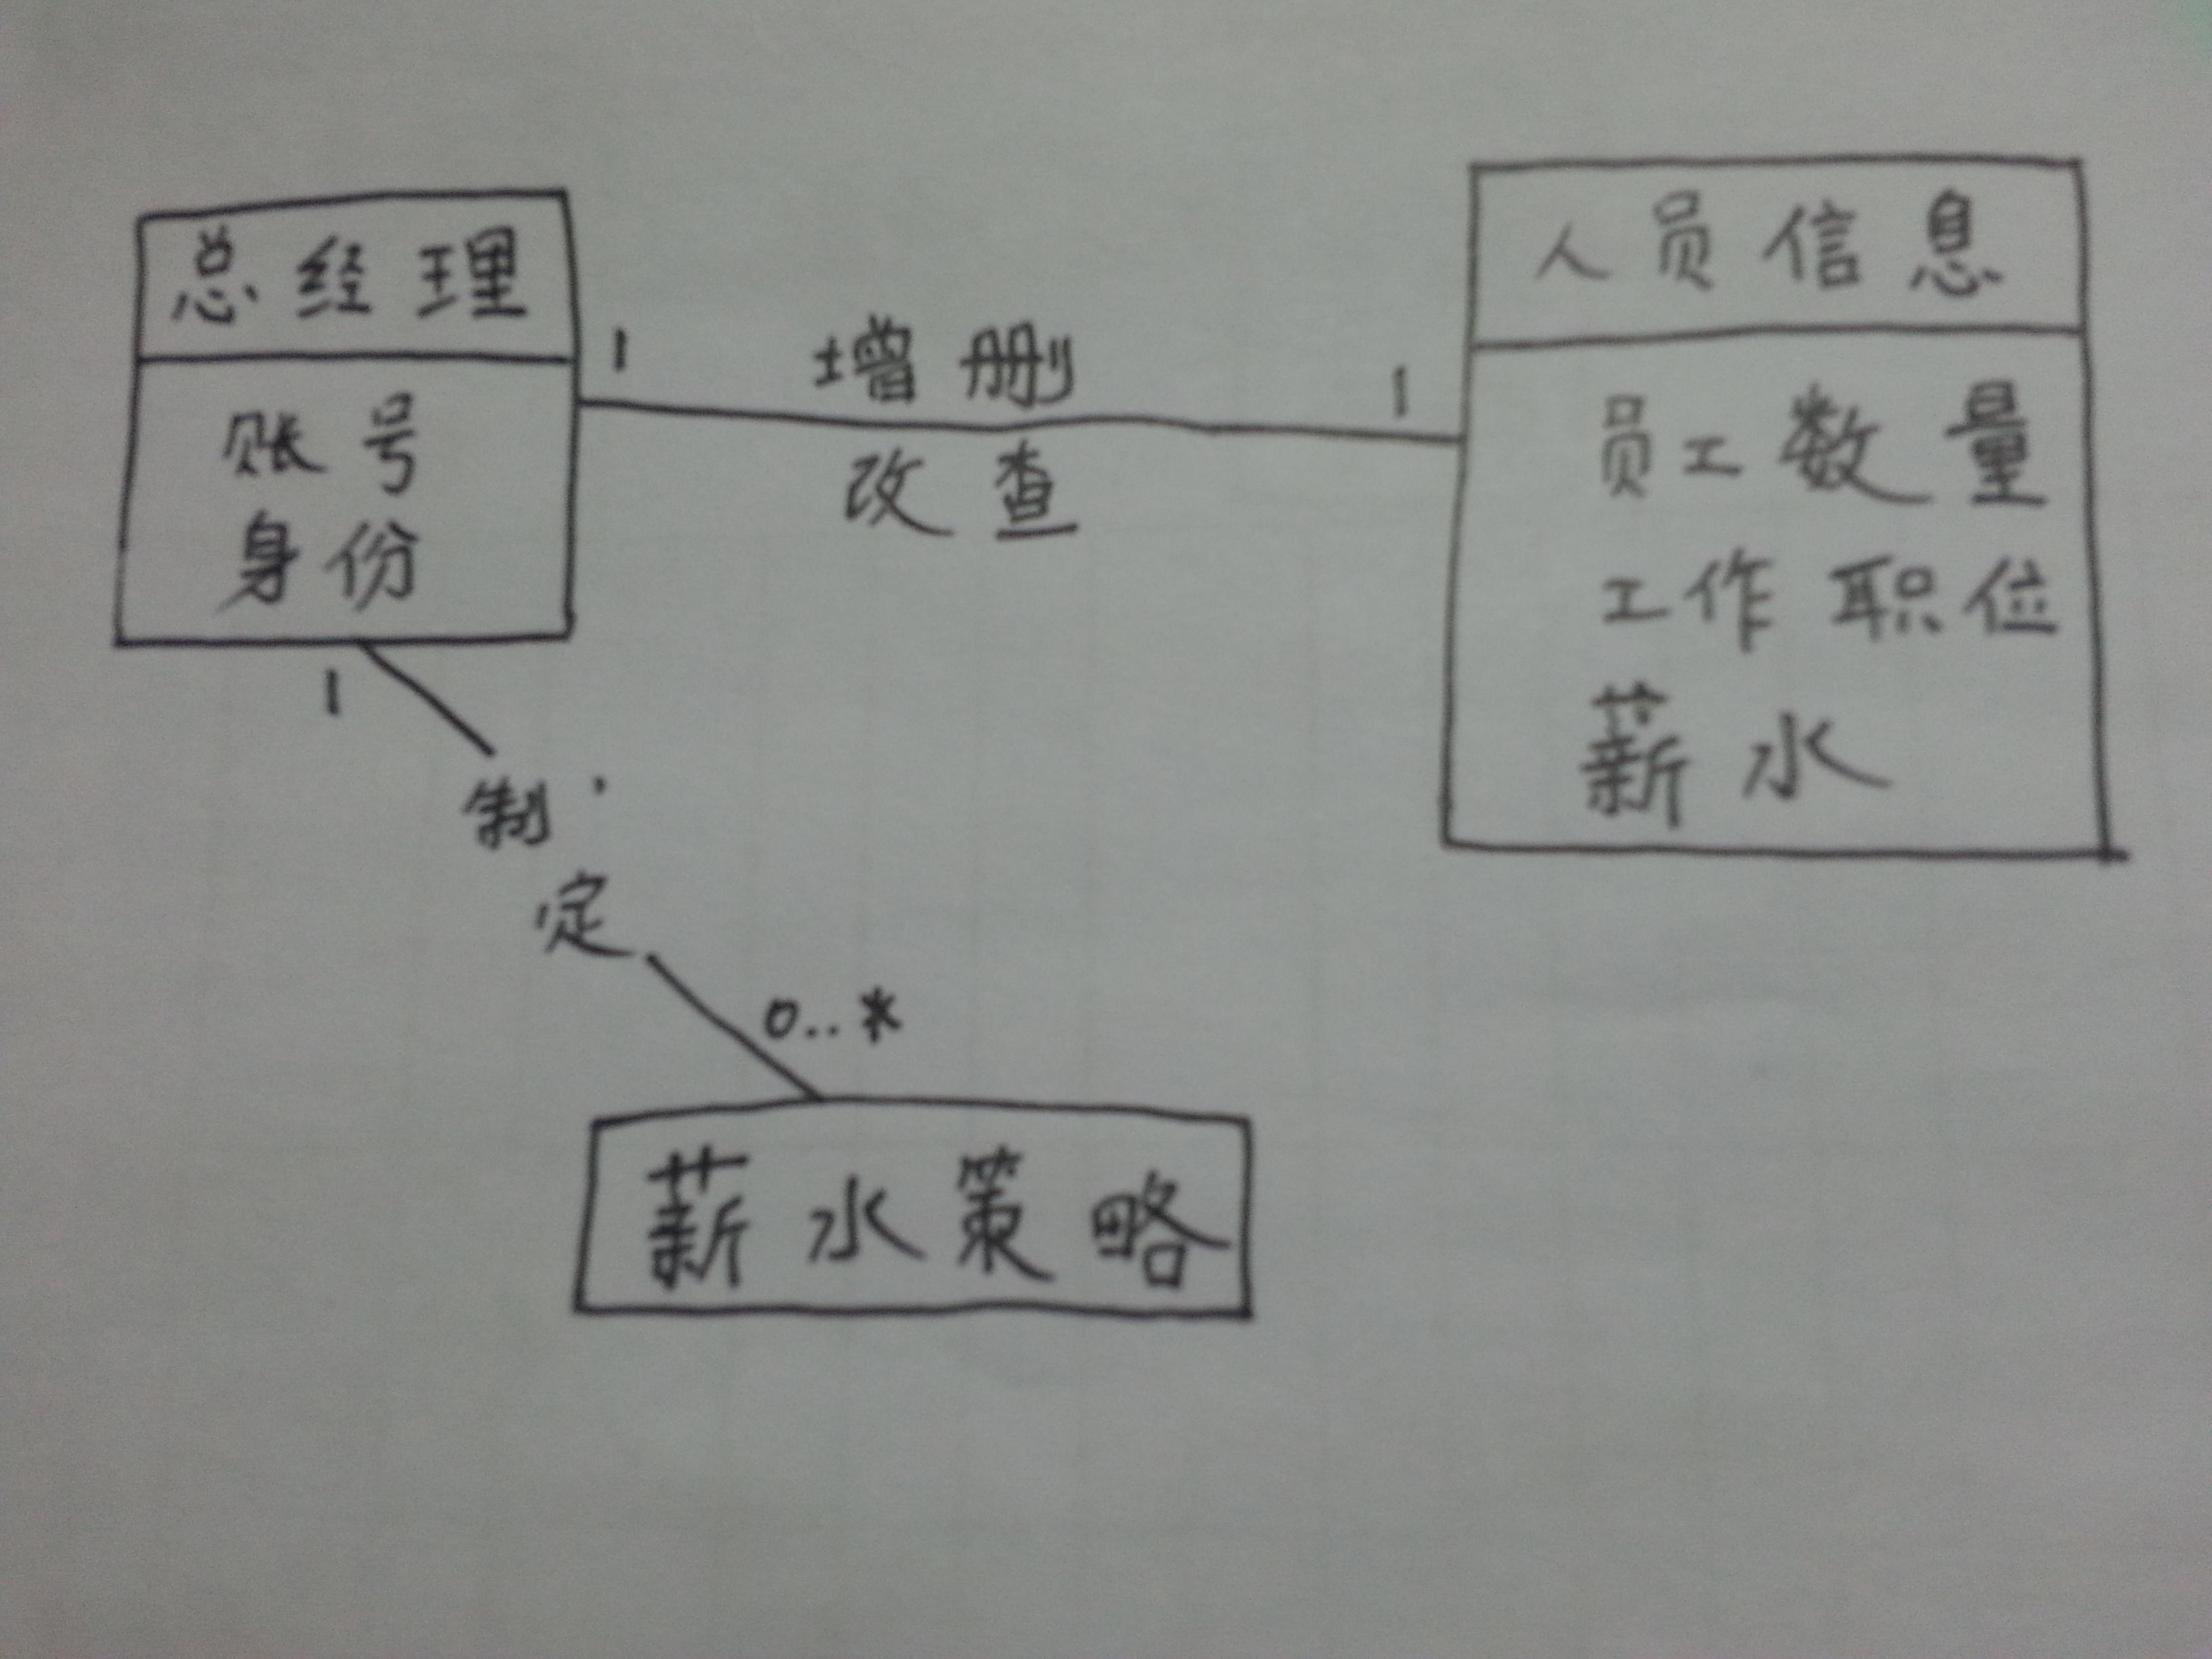 总经理
账号
身份
1
增删
改查
1
人员信息
员工数量
工作职位
薪水
1
制
定
0..*
薪水策略